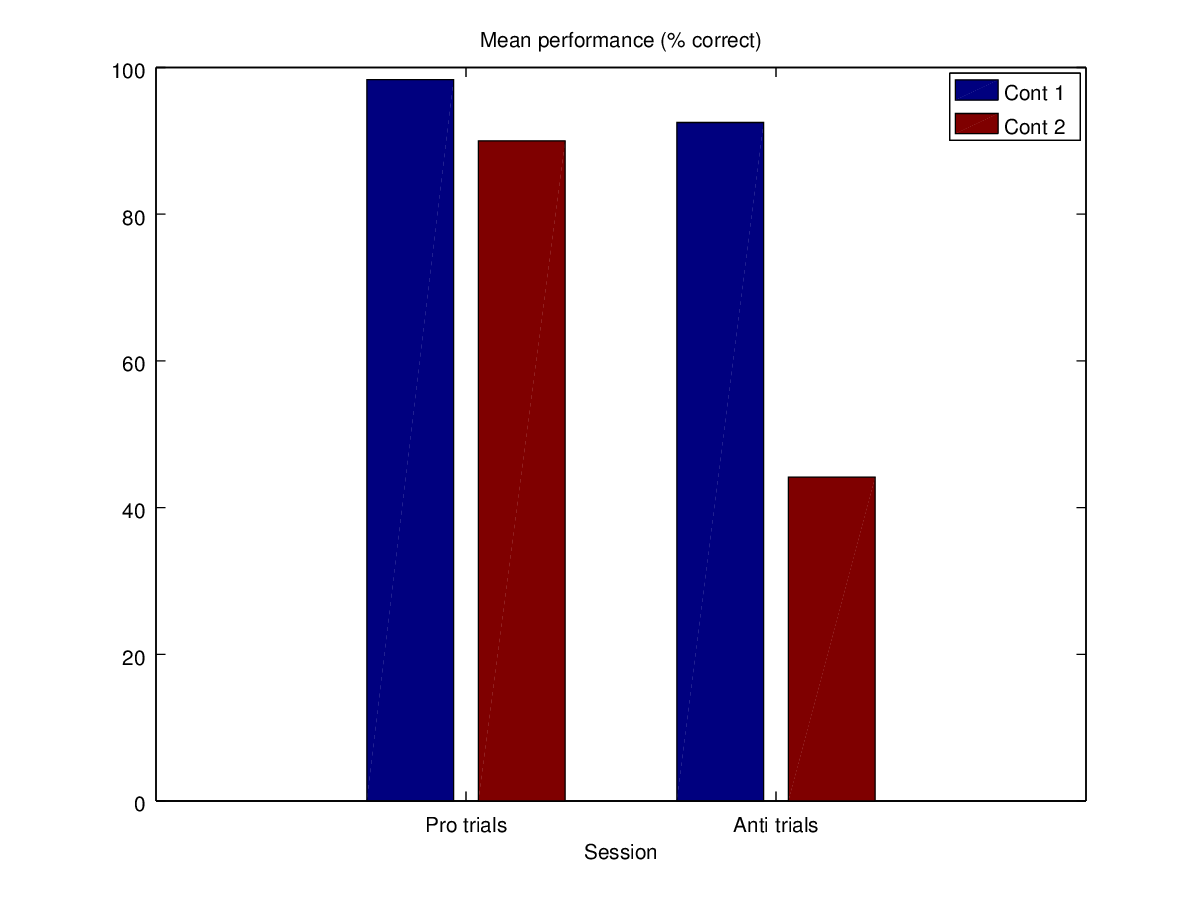 Mean performance (% correct)
100
80
60
40
20
0
Cont 1
Cont 2
Pro trials
Anti trials
Session